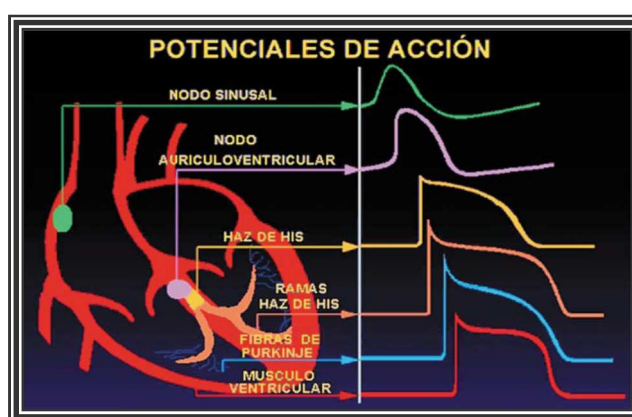 POTENCIALES DE ACCIÓN
NODO SINUSAL
NODO
AURICULOVENTRICULAR
HAZ DE HIS
RAMAS
HAZ DE HIS
FIBRAS DE
PURKINJE
MUSCULO
VENTRICULAR